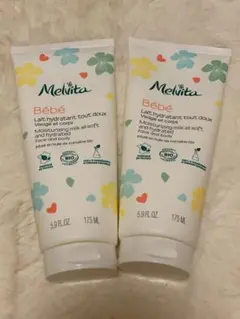 Melvita
Bébé
Lait hydratant tout doux
Visage et corps
Moisturising milk all soft
and hydrated
Face and body
BIO
5.9 FL.OZ. 175 ML
Melvita
Bébé
Lait hydratant tout doux
Visage et corps
Moisturising milk all soft
and hydrated
Face and body
BIO
5.9 FL.OZ. 175 ML